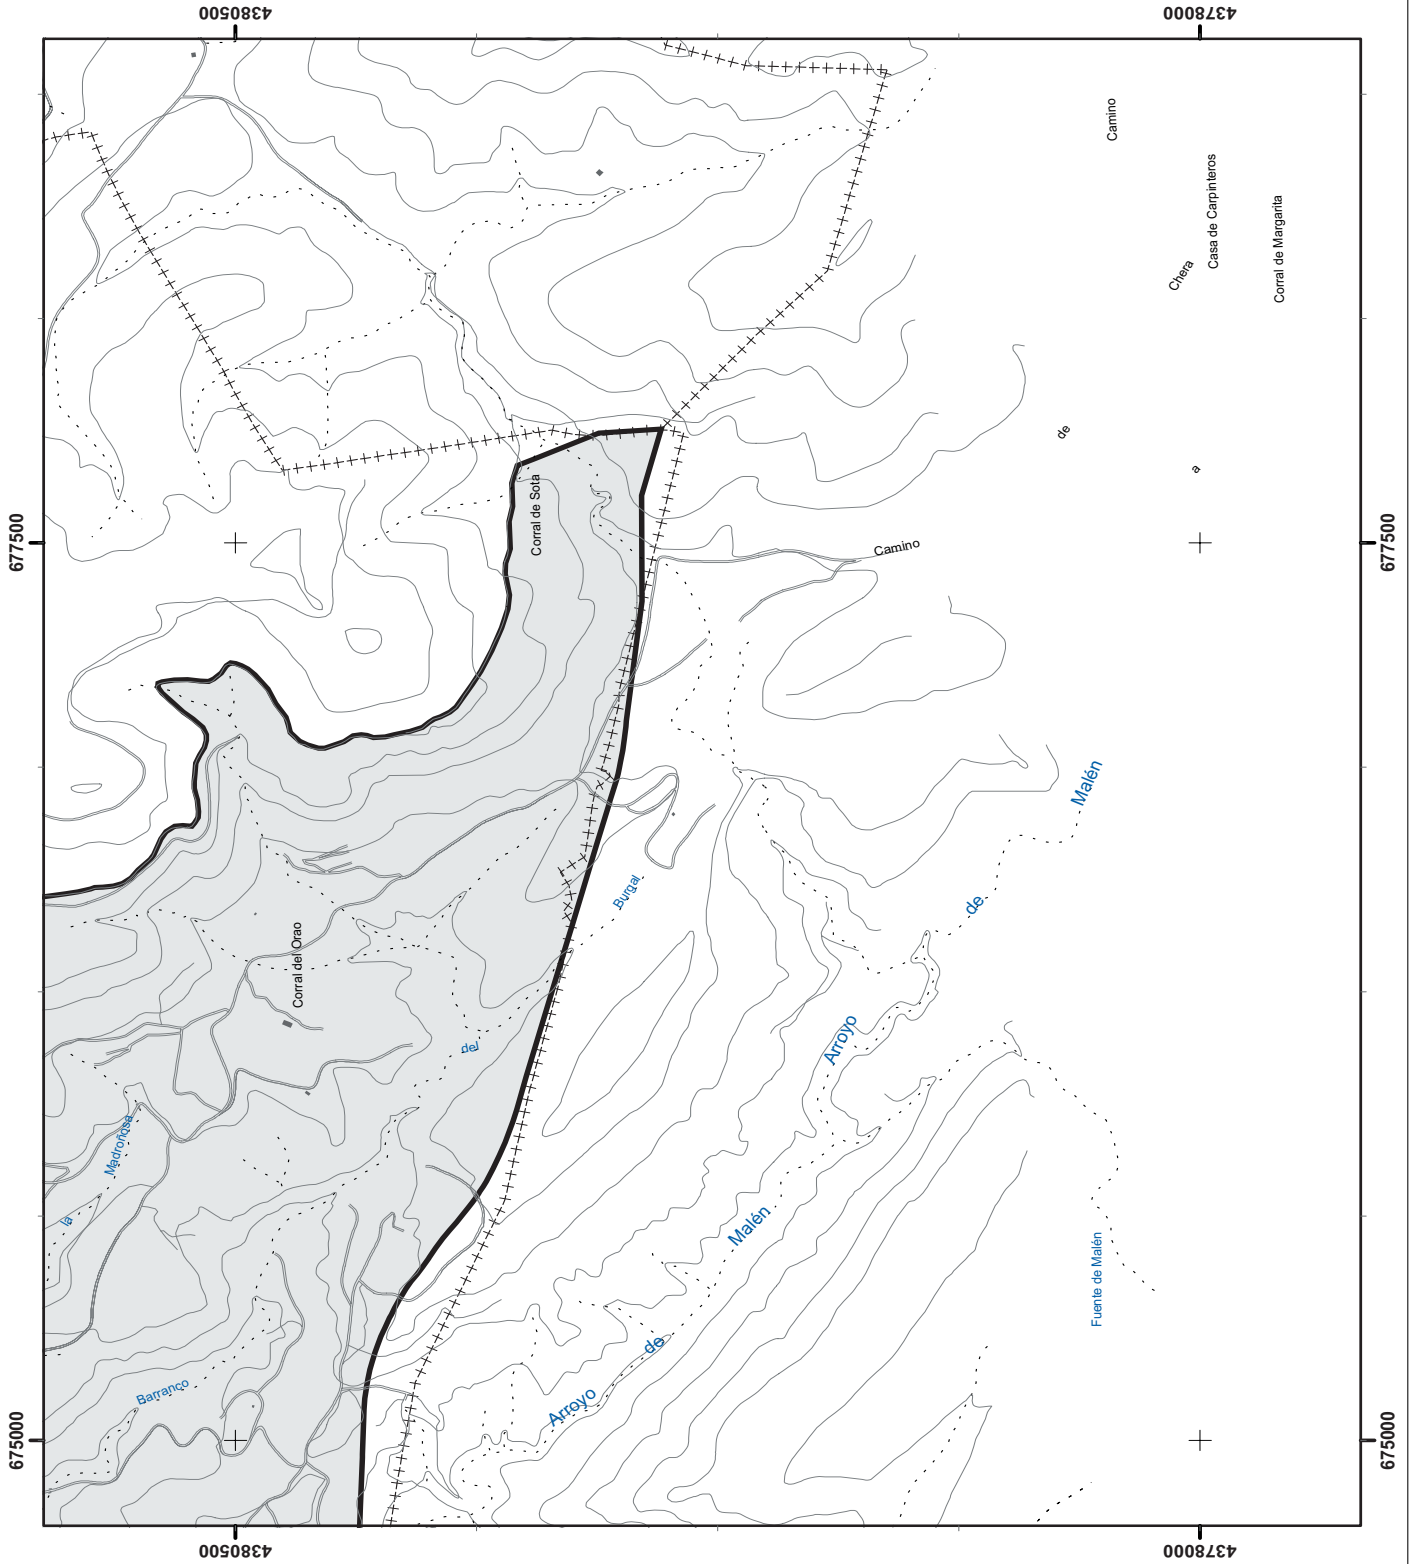 4380500
4378000
677500
677500
675000
675000
4380500
4378000
Camino
Casa de Carpinteros
Corral de Margarita
Chera
de
a
Camino
Corral de Sota
Malén
de
Arroyo
Burgal
del
Corral del Orao
Madroñosa
la
Barranco
Malén
de
Arroyo
Fuente de Malén